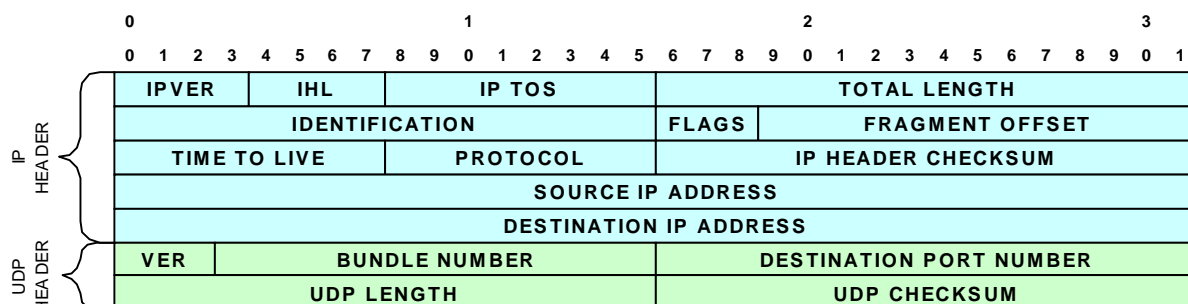 0 1 2 3
0 1 2 3 4 5 6 7 8 9 0 1 2 3 4 5 6 7 8 9 0 1 2 3 4 5 6 7 8 9 0 1
IP HEADER
IPVER IHL IP TOS TOTAL LENGTH
IDENTIFICATION FLAGS FRAGMENT OFFSET
TIME TO LIVE PROTOCOL IP HEADER CHECKSUM
SOURCE IP ADDRESS
DESTINATION IP ADDRESS
UDP HEADER
VER BUNDLE NUMBER DESTINATION PORT NUMBER
UDP LENGTH UDP CHECKSUM